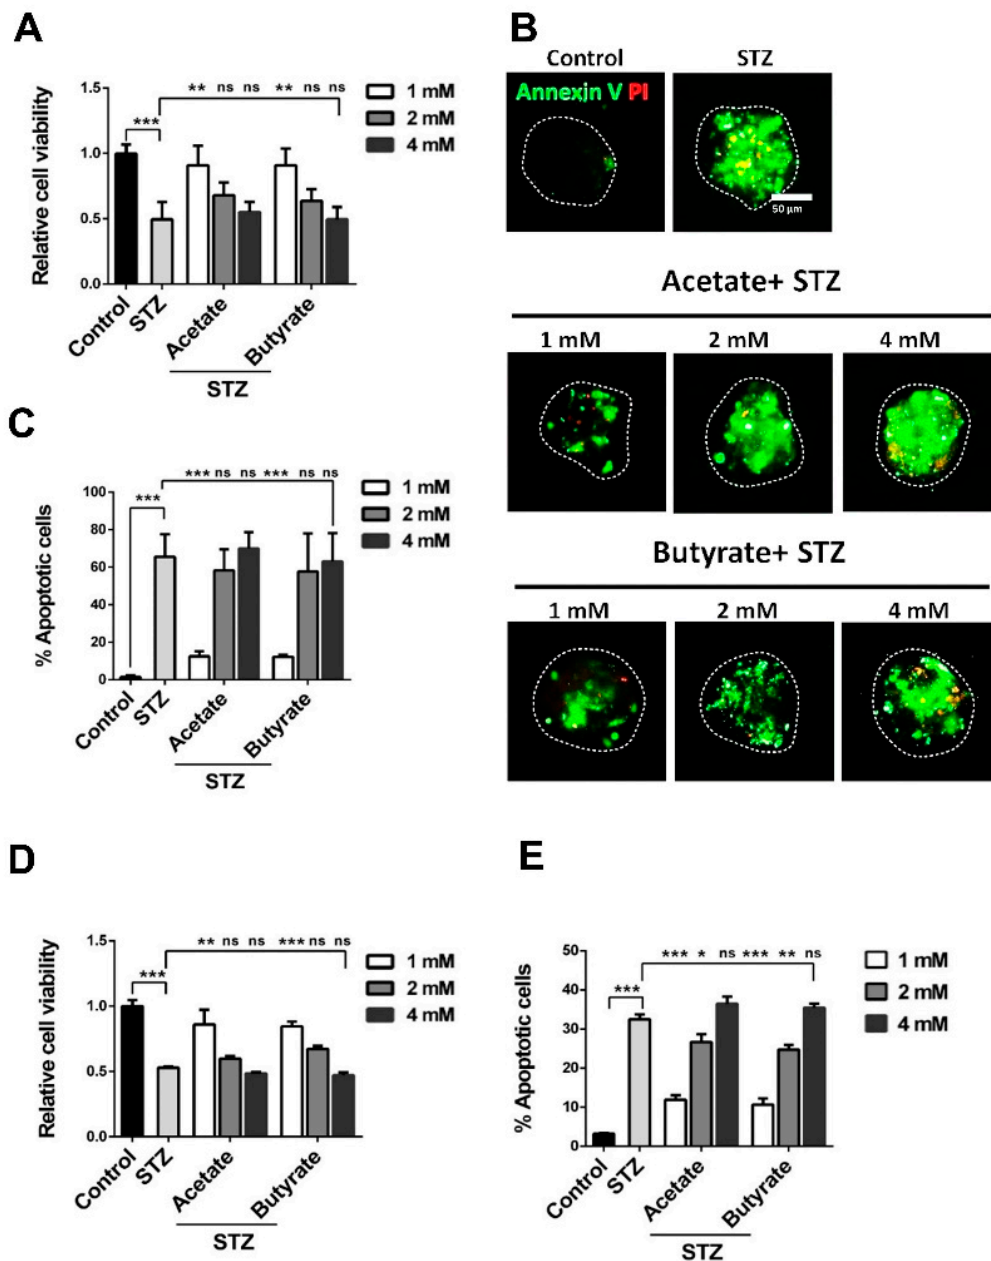 A
Relative cell viability
1.5
1.0
0.5
0.0
*** ** ns ns ** ns ns
1 mM
2 mM
4 mM
Control
STZ
Acetate
Butyrate
STZ
B
Control
STZ
Annexin V PI
50 µm
Acetate+ STZ
1 mM
2 mM
4 mM
Butyrate+ STZ
1 mM
2 mM
4 mM
C
% Apoptotic cells
100
80
60
40
20
0
*** *** ns ns *** ns ns
1 mM
2 mM
4 mM
Control
STZ
Acetate
Butyrate
STZ
D
Relative cell viability
1.5
1.0
0.5
0.0
*** ** ns ns *** ns ns
1 mM
2 mM
4 mM
Control
STZ
Acetate
Butyrate
STZ
E
% Apoptotic cells
50
40
30
20
10
0
*** *** * ns *** ** ns
1 mM
2 mM
4 mM
Control
STZ
Acetate
Butyrate
STZ